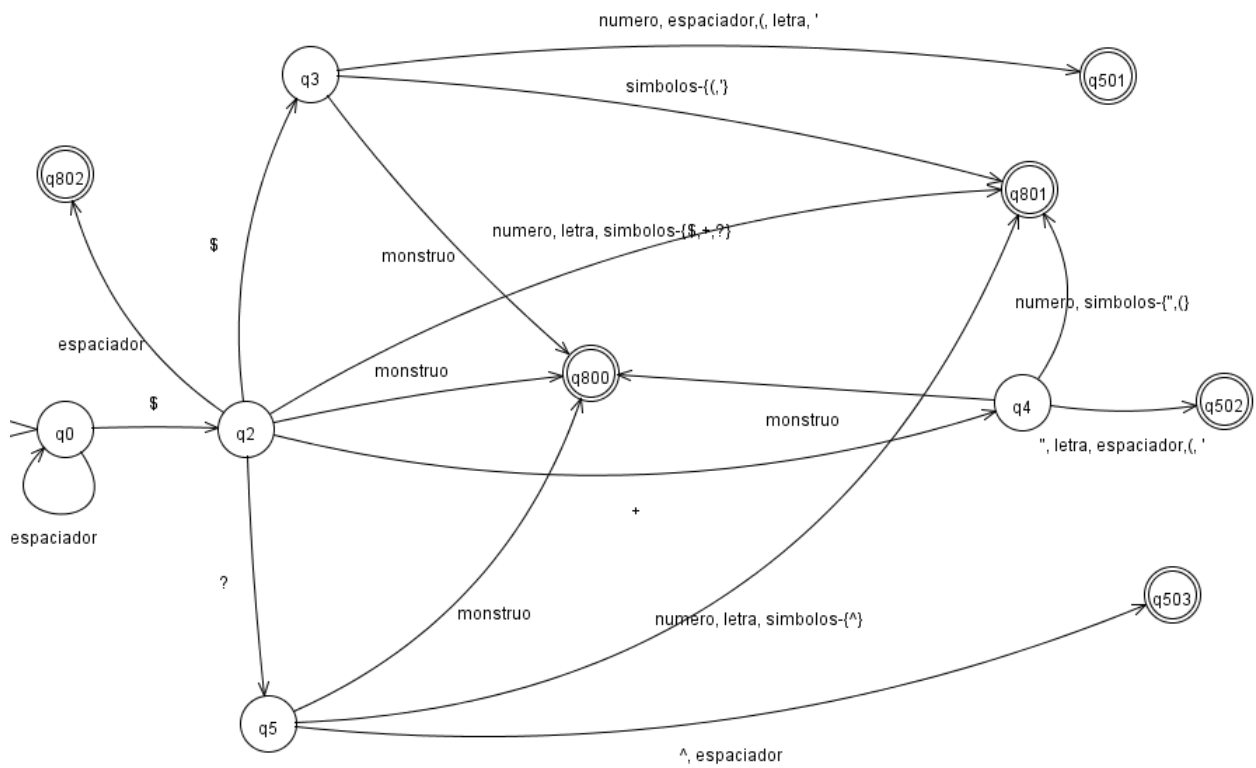 numero, espaciador,(, letra, '
q3
q501
simbolos-{(,'}
q802
q801
$
numero, letra, simbolos-{$,+,?}
monstruo
numero, simbolos-{",(}
espaciador
monstruo
q800
$
q4
q502
q0
q2
monstruo
", letra, espaciador,(, '
+
espaciador
?
q503
monstruo
numero, letra, simbolos-{^}
q5
^, espaciador